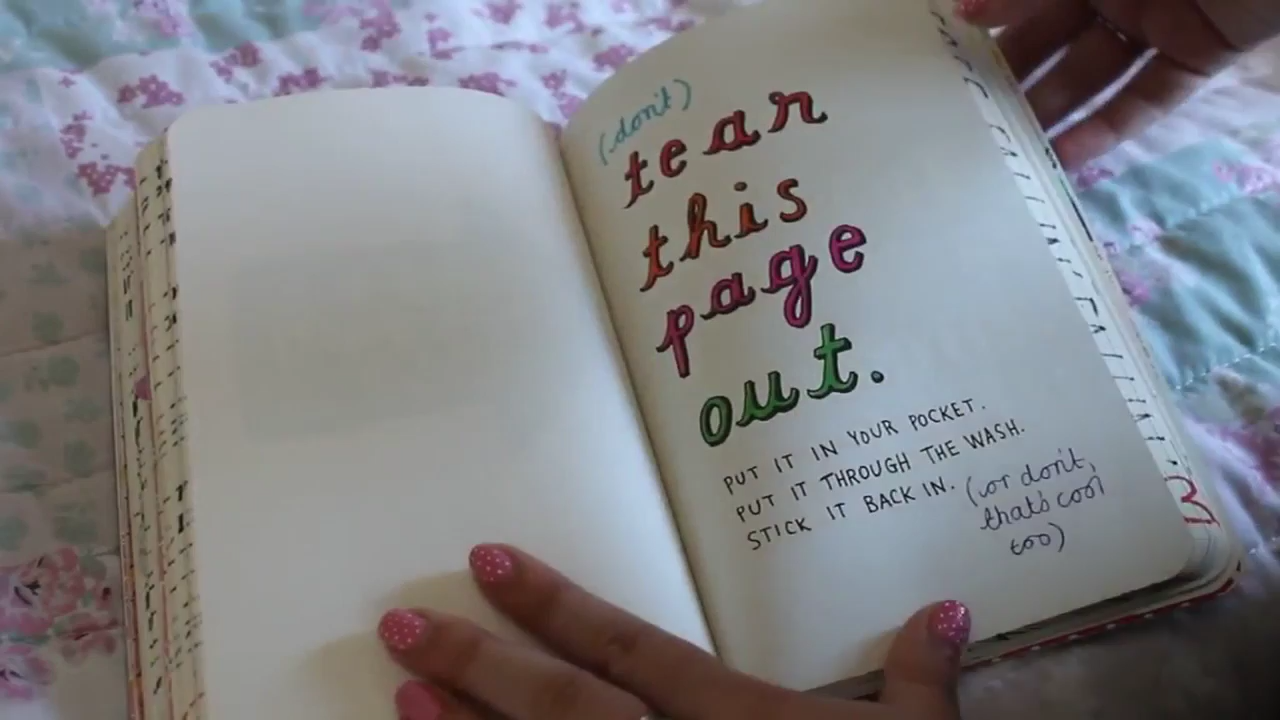 (don't)
tear
this
page
out.
PUT IT IN YOUR POCKET.
PUT IT THROUGH THE WASH.
STICK IT BACK IN.
(or don't,
that's cool
too)